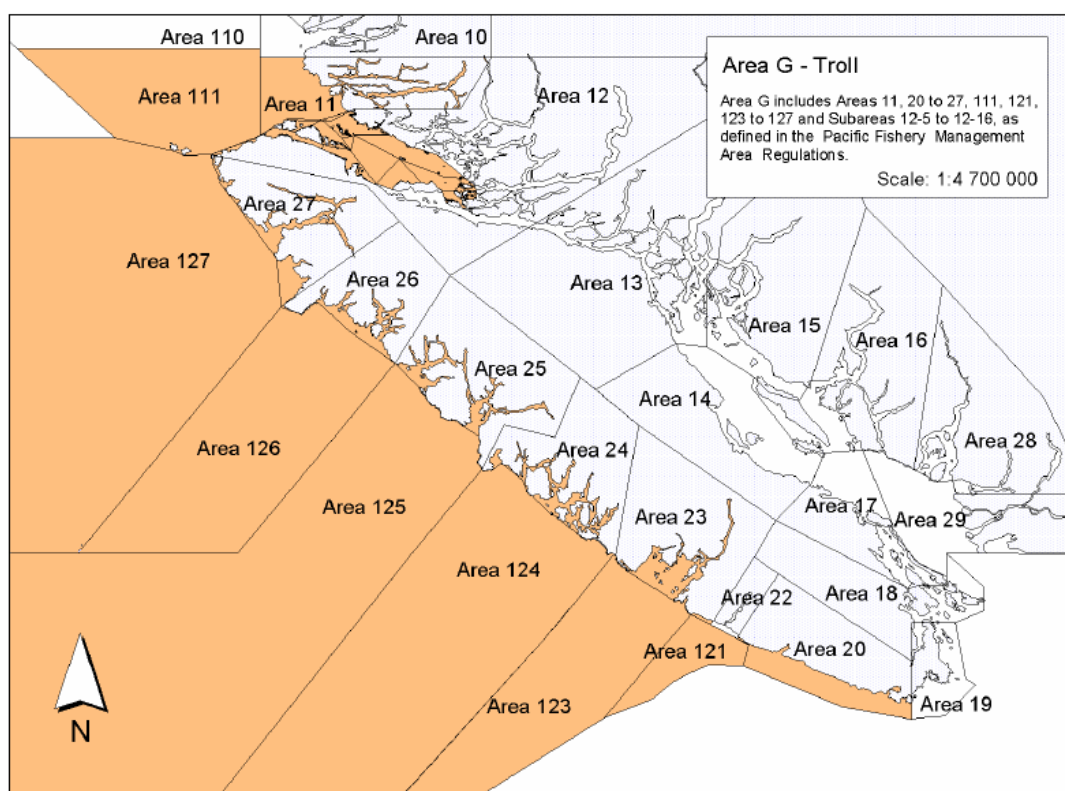 Area 110
Area 10
Area G - Troll
Area G includes Areas 11, 20 to 27, 111, 121,
123 to 127 and Subareas 12-5 to 12-16, as
defined in the Pacific Fishery Management
Area Regulations.
Scale: 1:4 700 000
Area 111
Area 11
Area 12
Area 27
Area 127
Area 26
Area 13
Area 15
Area 16
Area 25
Area 14
Area 126
Area 24
Area 28
Area 125
Area 23
Area 17
Area 29
Area 124
Area 22
Area 18
Area 121
Area 20
Area 123
Area 19
N